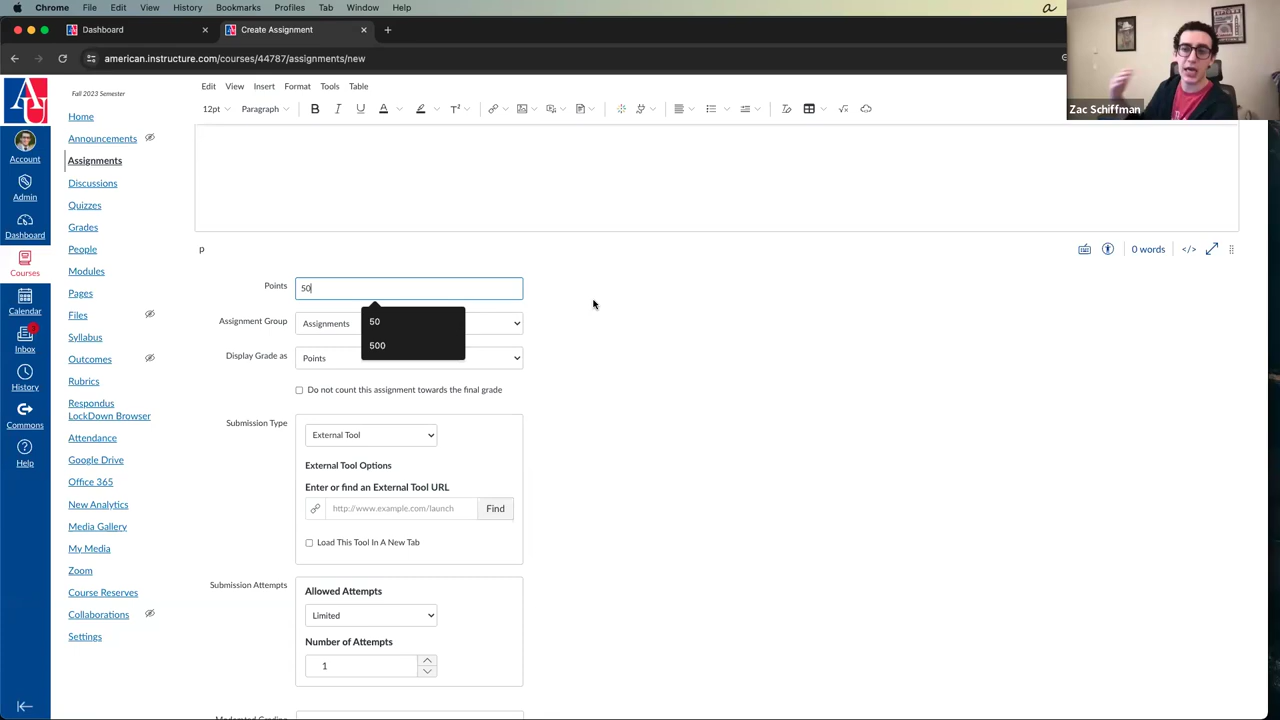 Chrome File Edit View History Bookmarks Profiles Tab Window Help
Dashboard
Create Assignment
american.instructure.com/courses/44787/assignments/new
Zac Schiffman
Account
Admin
Dashboard
Courses
Calendar
Inbox
History
Commons
Help
Fall 2023 Semester
Home
Announcements
Assignments
Discussions
Quizzes
Grades
People
Modules
Pages
Files
Syllabus
Outcomes
Rubrics
Respondus
LockDown Browser
Attendance
Google Drive
Office 365
New Analytics
Media Gallery
My Media
Zoom
Course Reserves
Collaborations
Settings
Edit View Insert Format Tools Table
12pt Paragraph B I U A T²
p
0 words </>
Points 50
50
500
Assignment Group Assignments
Display Grade as Points
Do not count this assignment towards the final grade
Submission Type
External Tool
External Tool Options
Enter or find an External Tool URL
http://www.example.com/launch Find
Load This Tool In A New Tab
Submission Attempts
Allowed Attempts
Limited
Number of Attempts
1